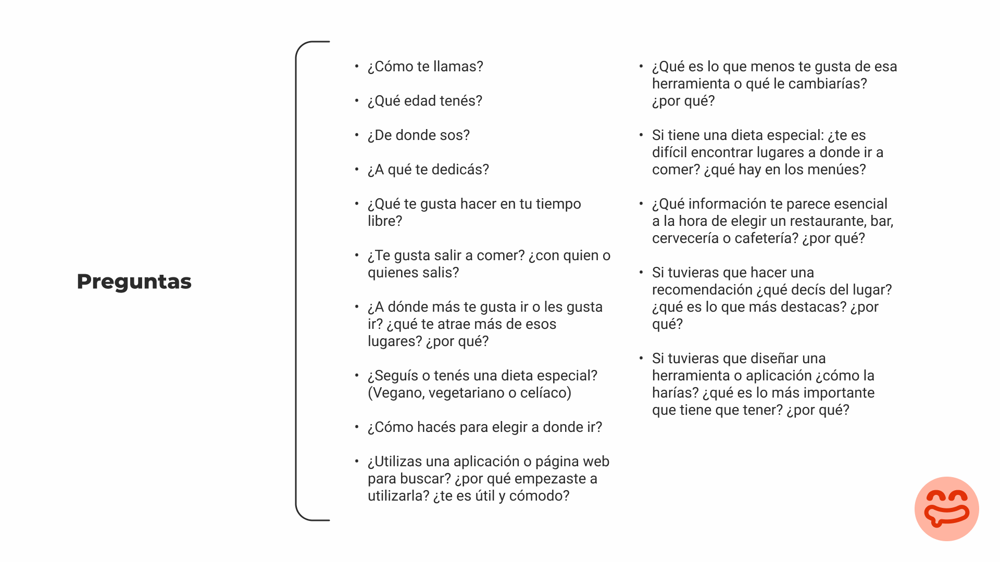 Preguntas
• ¿Cómo te llamas?
• ¿Qué edad tenés?
• ¿De donde sos?
• ¿A qué te dedicás?
• ¿Qué te gusta hacer en tu tiempo
libre?
• ¿Te gusta salir a comer? ¿con quien o
quienes salis?
• ¿A dónde más te gusta ir o les gusta
ir? ¿qué te atrae más de esos
lugares? ¿por qué?
• ¿Seguís o tenés una dieta especial?
(Vegano, vegetariano o celíaco)
• ¿Cómo hacés para elegir a donde ir?
• ¿Utilizas una aplicación o página web
para buscar? ¿por qué empezaste a
utilizarla? ¿te es útil y cómodo?
• ¿Qué es lo que menos te gusta de esa
herramienta o qué le cambiarías?
¿por qué?
• Si tiene una dieta especial: ¿te es
difícil encontrar lugares a donde ir a
comer? ¿qué hay en los menúes?
• ¿Qué información te parece esencial
a la hora de elegir un restaurante, bar,
cervecería o cafetería? ¿por qué?
• Si tuvieras que hacer una
recomendación ¿qué decís del lugar?
¿qué es lo que más destacas? ¿por
qué?
• Si tuvieras que diseñar una
herramienta o aplicación ¿cómo la
harías? ¿qué es lo más importante
que tiene que tener? ¿por qué?